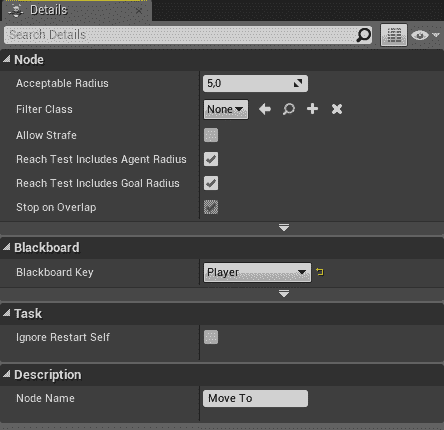 Details
Search Details
Node
Acceptable Radius 5,0
Filter Class None
Allow Strafe
Reach Test Includes Agent Radius
Reach Test Includes Goal Radius
Stop on Overlap
Blackboard
Blackboard Key Player
Task
Ignore Restart Self
Description
Node Name Move To